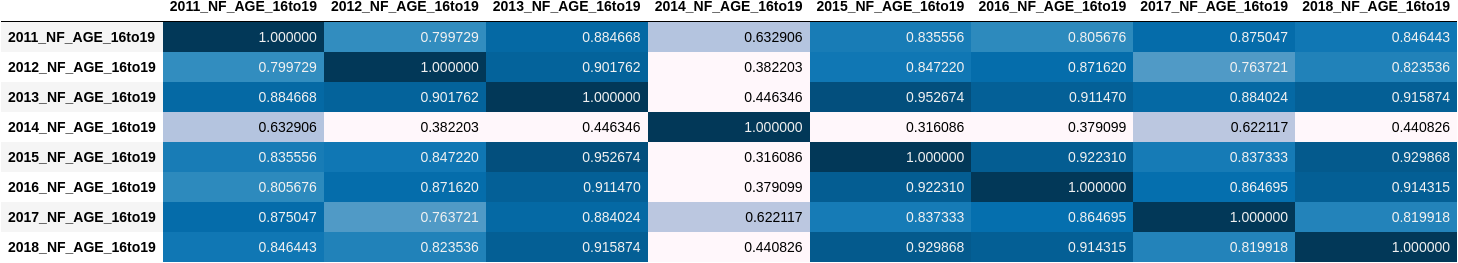 2011_NF_AGE_16to19 2012_NF_AGE_16to19 2013_NF_AGE_16to19 2014_NF_AGE_16to19 2015_NF_AGE_16to19 2016_NF_AGE_16to19 2017_NF_AGE_16to19 2018_NF_AGE_16to19
2011_NF_AGE_16to19 1.000000 0.799729 0.884668 0.632906 0.835556 0.805676 0.875047 0.846443
2012_NF_AGE_16to19 0.799729 1.000000 0.901762 0.382203 0.847220 0.871620 0.763721 0.823536
2013_NF_AGE_16to19 0.884668 0.901762 1.000000 0.446346 0.952674 0.911470 0.884024 0.915874
2014_NF_AGE_16to19 0.632906 0.382203 0.446346 1.000000 0.316086 0.379099 0.622117 0.440826
2015_NF_AGE_16to19 0.835556 0.847220 0.952674 0.316086 1.000000 0.922310 0.837333 0.929868
2016_NF_AGE_16to19 0.805676 0.871620 0.911470 0.379099 0.922310 1.000000 0.864695 0.914315
2017_NF_AGE_16to19 0.875047 0.763721 0.884024 0.622117 0.837333 0.864695 1.000000 0.819918
2018_NF_AGE_16to19 0.846443 0.823536 0.915874 0.440826 0.929868 0.914315 0.819918 1.000000